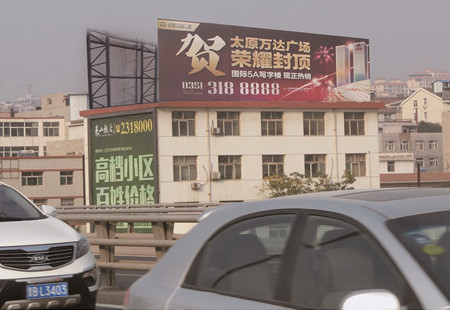 贺
太原万达广场
荣耀封顶
国际5A写字楼 现正热销
0351 318 8888
2318000
高档小区
百姓价格
KIA
L3403